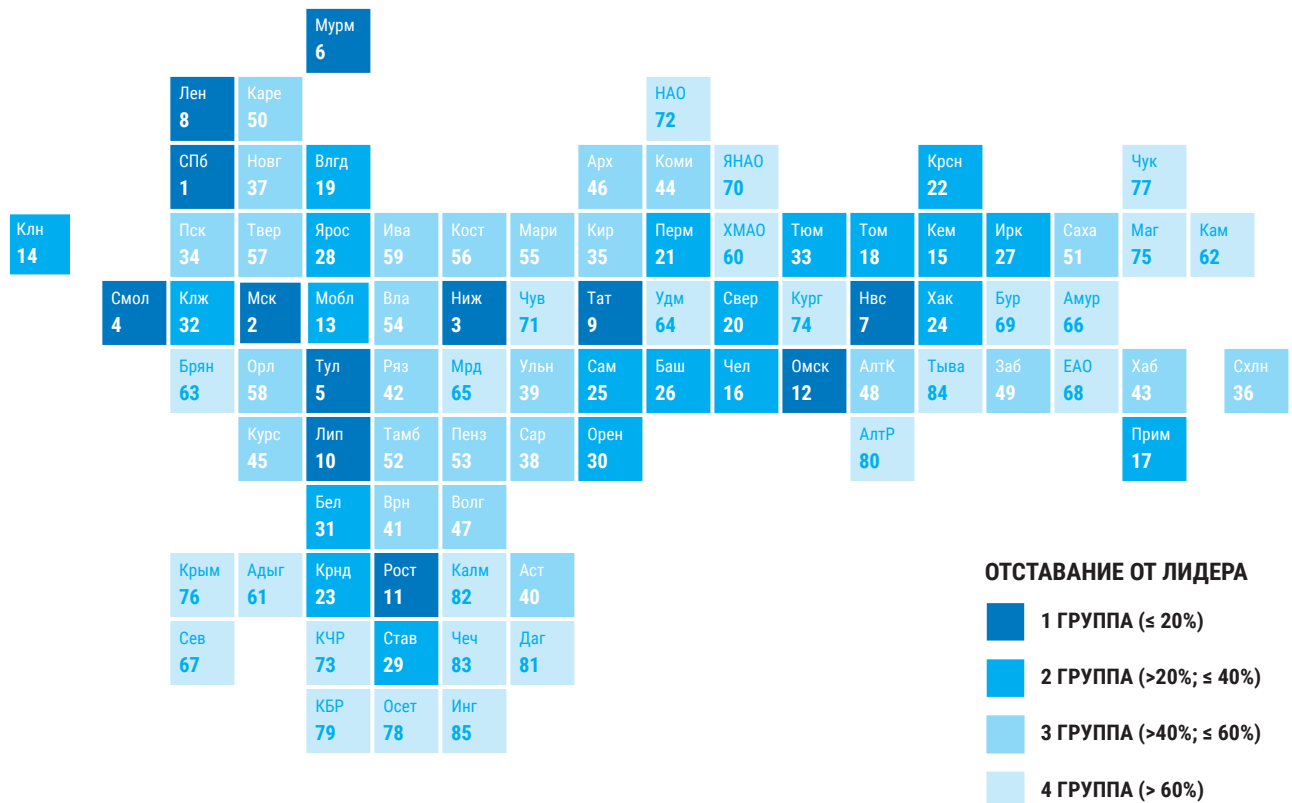 Мурм
6
Лен
8
Каре
50
НАО
72
СПб
1
Новг
37
Влгд
19
Арх
46
Коми
44
ЯНАО
70
Крсн
22
Чук
77
Клн
14
Пск
34
Твер
57
Ярос
28
Ива
59
Кост
56
Мари
55
Кир
35
Перм
21
ХМАО
60
Тюм
33
Том
18
Кем
15
Ирк
27
Саха
51
Маг
75
Кам
62
Смол
4
Клж
32
Мск
2
Мобл
13
Вла
54
Ниж
3
Чув
71
Тат
9
Удм
64
Свер
20
Кург
74
Нвс
7
Хак
24
Бур
69
Амур
66
Брян
63
Орл
58
Тул
5
Ряз
42
Мрд
65
Ульн
39
Сам
25
Баш
26
Чел
16
Омск
12
АлтК
48
Тыва
84
Заб
49
ЕАО
68
Хаб
43
Схлн
36
Курс
45
Лип
10
Тамб
52
Пенз
53
Сар
38
Орен
30
АлтР
80
Прим
17
Бел
31
Врн
41
Волг
47
Крым
76
Адыг
61
Крнд
23
Рост
11
Калм
82
Аст
40
Сев
67
КЧР
73
Став
29
Чеч
83
Даг
81
КБР
79
Осет
78
Инг
85
ОТСТАВАНИЕ ОТ ЛИДЕРА
1 ГРУППА (≤ 20%)
2 ГРУППА (>20%; ≤ 40%)
3 ГРУППА (>40%; ≤ 60%)
4 ГРУППА (> 60%)